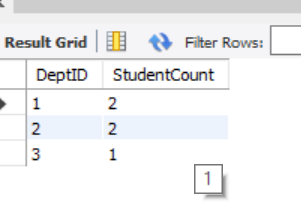 Result Grid Filter Rows:
DeptID StudentCount
1 2
2 2
3 1
1